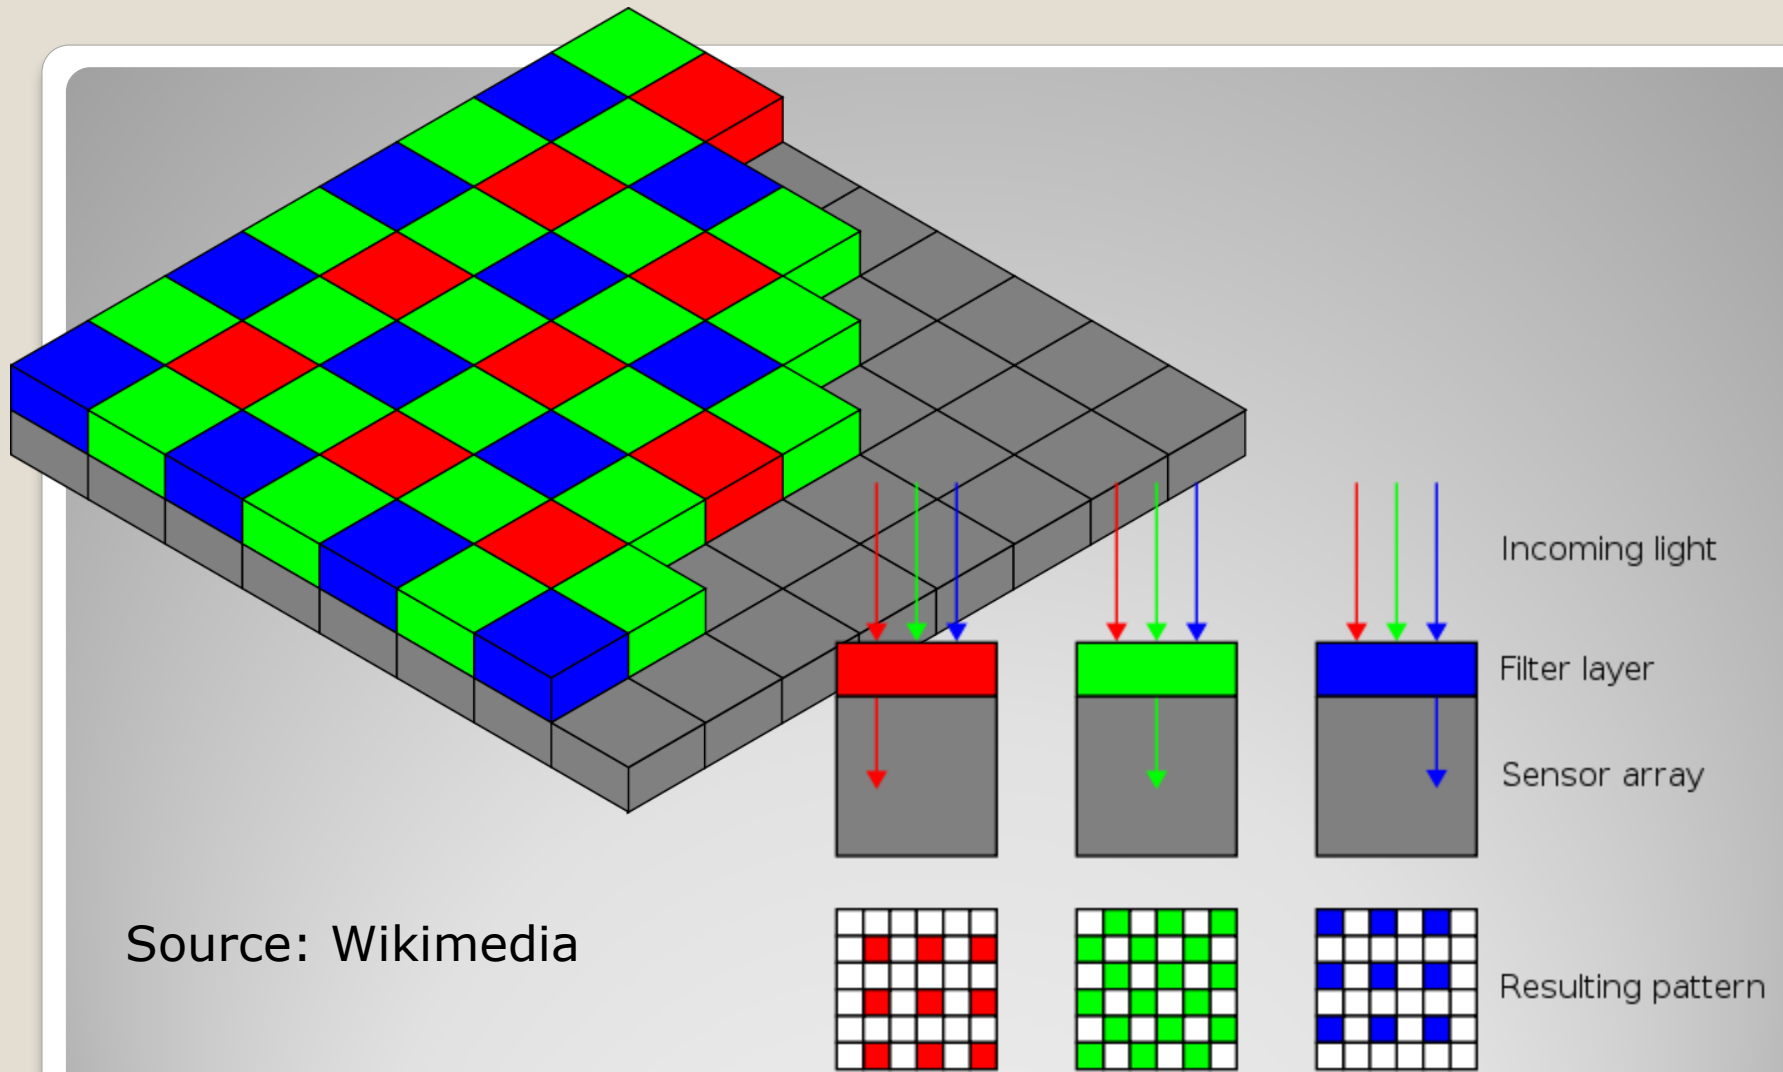 Incoming light
Filter layer
Sensor array
Source: Wikimedia
Resulting pattern